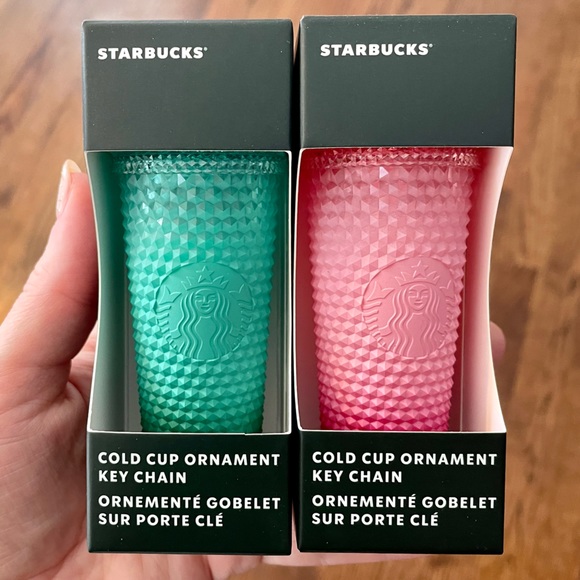 STARBUCKS®
COLD CUP ORNAMENT
KEY CHAIN
ORNEMENTÉ GOBELET
SUR PORTE CLÉ
STARBUCKS®
COLD CUP ORNAMENT
KEY CHAIN
ORNEMENTÉ GOBELET
SUR PORTE CLÉ